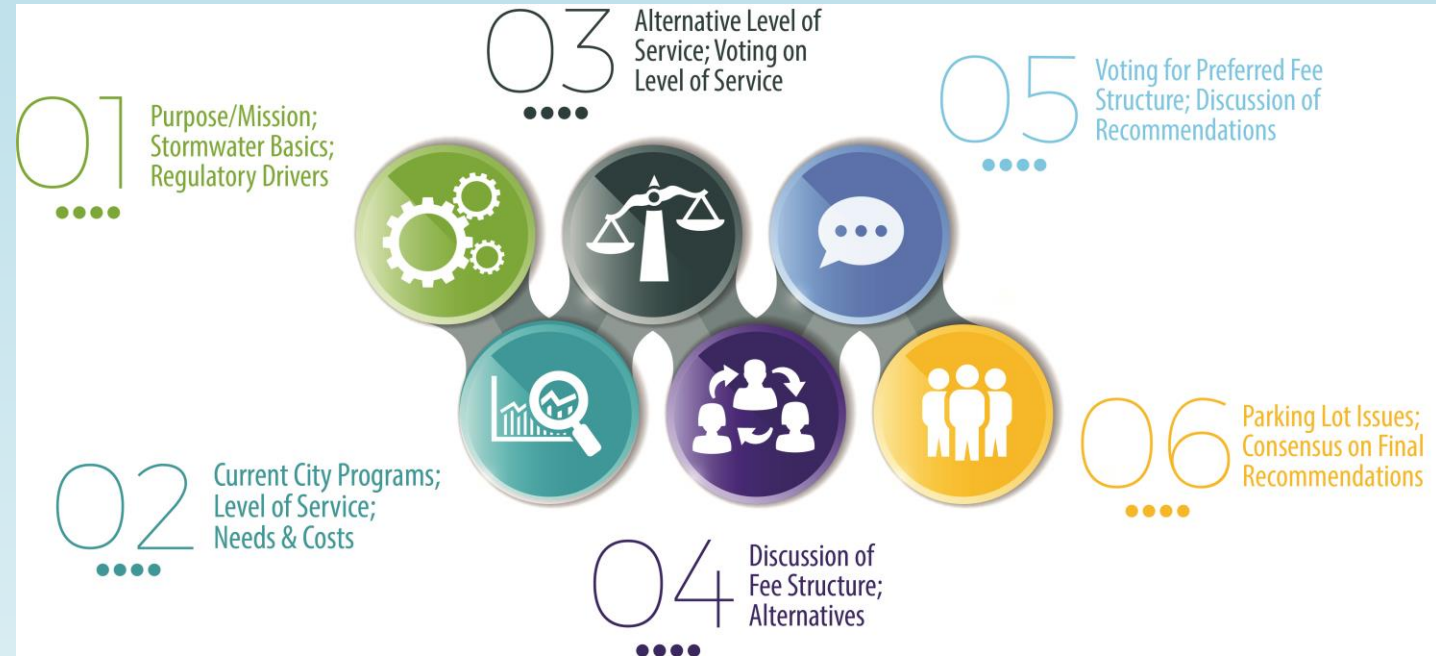 01
Purpose/Mission;
Stormwater Basics;
Regulatory Drivers
02
Current City Programs;
Level of Service;
Needs & Costs
03
Alternative Level of
Service; Voting on
Level of Service
04
Discussion of
Fee Structure;
Alternatives
05
Voting for Preferred Fee
Structure; Discussion of
Recommendations
06
Parking Lot Issues;
Consensus on Final
Recommendations